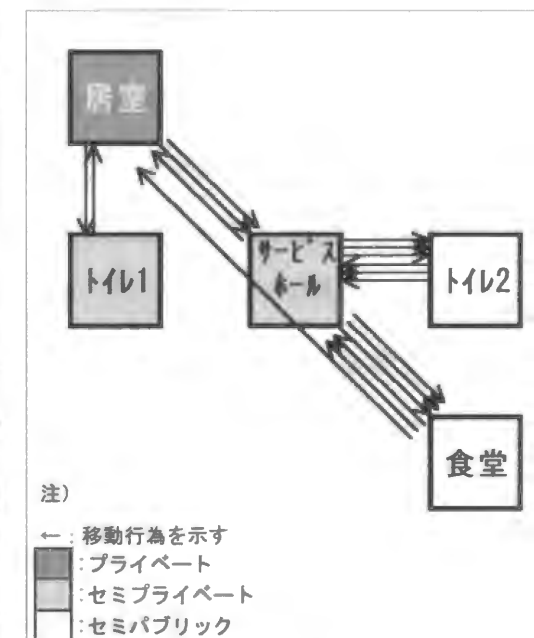 居室
サービス
ホール
トイレ1
トイレ2
食堂
注)
←:移動行為を示す
:プライベート
:セミプライベート
:セミパブリック